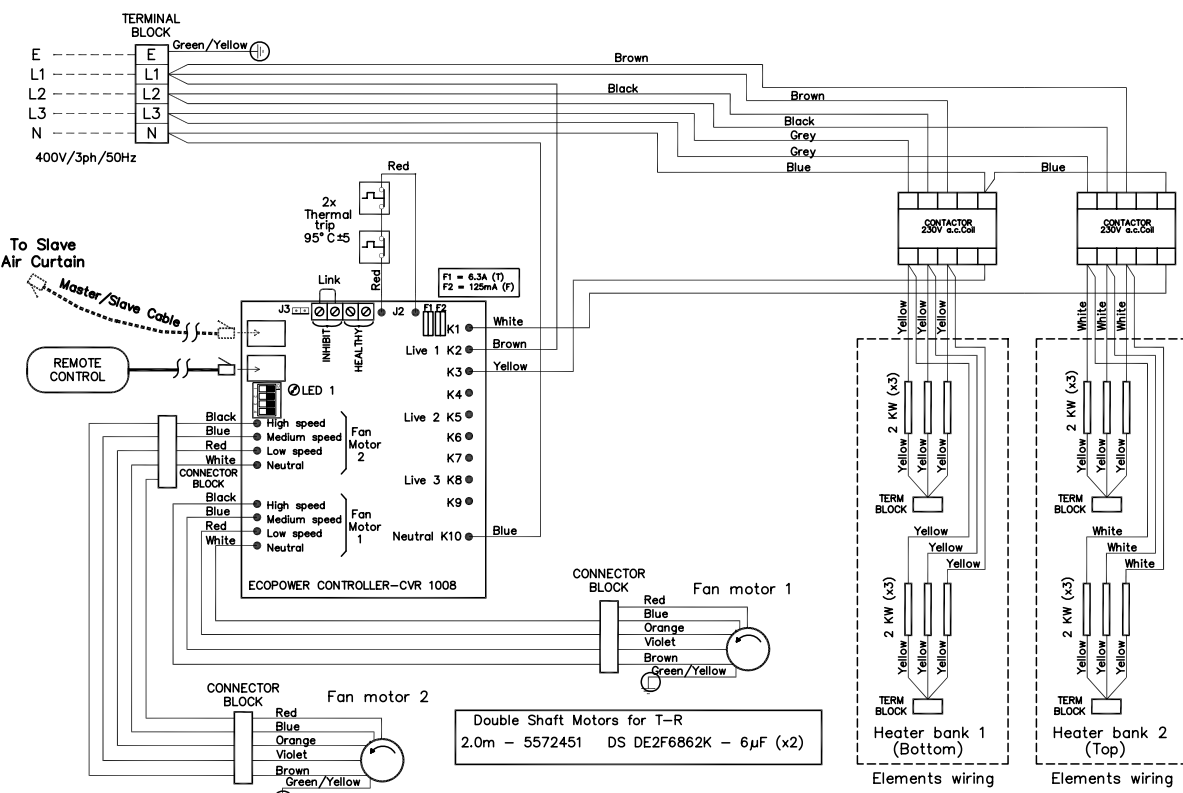 TERMINAL
BLOCK
E
L1
L2
L3
N
E
L1
L2
L3
N
Green/Yellow
400V/3ph/50Hz
Brown
Black
Brown
Black
Grey
Grey
Blue
Blue
CONTACTOR
230V a.c.Coil
CONTACTOR
230V a.c.Coil
Red
2x
Thermal
trip
95°C±5
Red
To Slave
Air Curtain
Master/Slave Cable
REMOTE
CONTROL
Link
F1 = 6.3A (T)
F2 = 125mA (F)
J3
J2
F1 F2
INHIBIT
HEALTHY
LED 1
K1
Live 1 K2
K3
K4
Live 2 K5
K6
K7
Live 3 K8
K9
Neutral K10
White
Brown
Yellow
Blue
Black
Blue
Red
White
High speed
Medium speed
Low speed
Neutral
Fan
Motor
2
CONNECTOR
BLOCK
Black
Blue
Red
White
High speed
Medium speed
Low speed
Neutral
Fan
Motor
1
ECOPOWER CONTROLLER-CVR 1008
CONNECTOR
BLOCK
Fan motor 1
Red
Blue
Orange
Violet
Brown
Green/Yellow
CONNECTOR
BLOCK
Fan motor 2
Red
Blue
Orange
Violet
Brown
Green/Yellow
Double Shaft Motors for T-R
2.0m - 5572451 DS DE2F6862K - 6µF (x2)
Yellow
Yellow
Yellow
2 KW (x3)
Yellow
Yellow
Yellow
TERM
BLOCK
Yellow
Yellow
Yellow
2 KW (x3)
Yellow
Yellow
Yellow
TERM
BLOCK
Heater bank 1
(Bottom)
Elements wiring
White
White
White
2 KW (x3)
Yellow
Yellow
Yellow
TERM
BLOCK
White
White
White
2 KW (x3)
Yellow
Yellow
Yellow
TERM
BLOCK
Heater bank 2
(Top)
Elements wiring